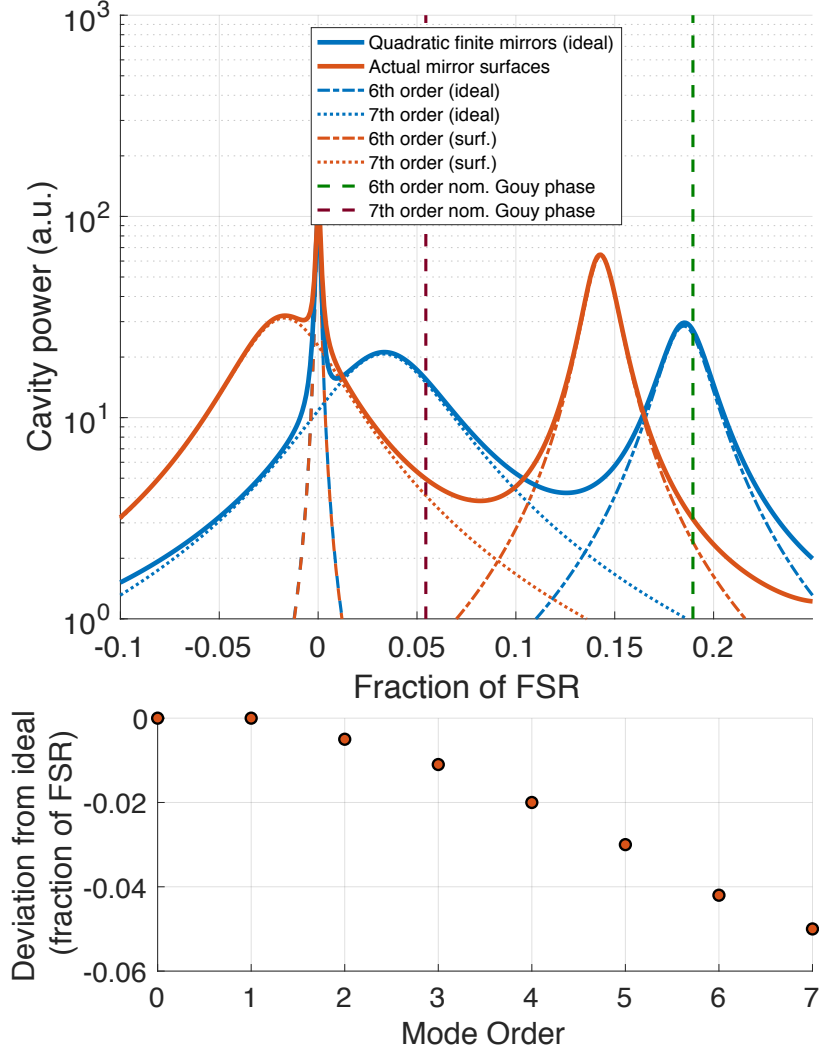 10^3
10^2
10^1
10^0
Cavity power (a.u.)
Quadratic finite mirrors (ideal)
Actual mirror surfaces
6th order (ideal)
7th order (ideal)
6th order (surf.)
7th order (surf.)
6th order nom. Gouy phase
7th order nom. Gouy phase
-0.1 -0.05 0 0.05 0.1 0.15 0.2
Fraction of FSR
Deviation from ideal
(fraction of FSR)
0
-0.02
-0.04
-0.06
0 1 2 3 4 5 6 7
Mode Order